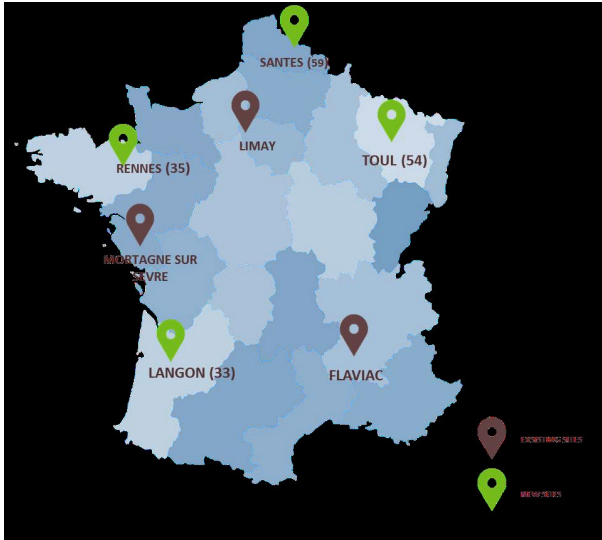 SANTES (59)
LIMAY
TOUL (54)
RENNES (35)
MORTAGNE SUR
SEVRE
LANGON (33)
FLAVIAC
EXISTING SITES
NEW SITES